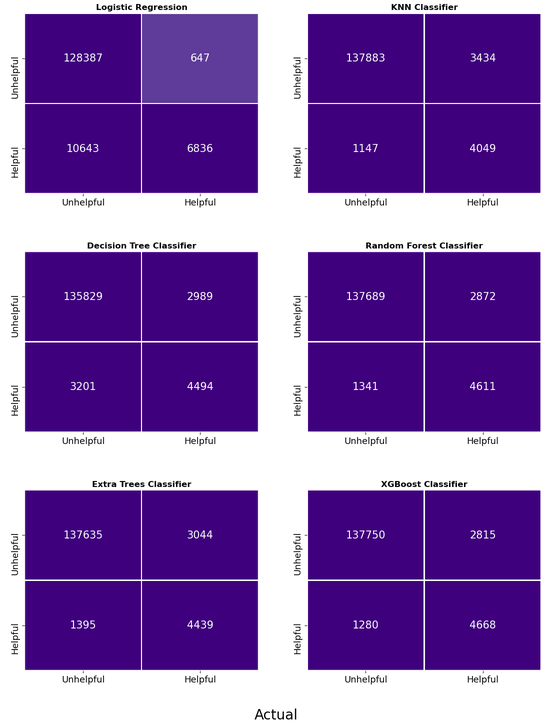 Logistic Regression
Unhelpful
128387 647
Helpful
10643 6836
Unhelpful Helpful
KNN Classifier
Unhelpful
137883 3434
Helpful
1147 4049
Unhelpful Helpful
Decision Tree Classifier
Unhelpful
135829 2989
Helpful
3201 4494
Unhelpful Helpful
Random Forest Classifier
Unhelpful
137689 2872
Helpful
1341 4611
Unhelpful Helpful
Extra Trees Classifier
Unhelpful
137635 3044
Helpful
1395 4439
Unhelpful Helpful
XGBoost Classifier
Unhelpful
137750 2815
Helpful
1280 4668
Unhelpful Helpful
Actual